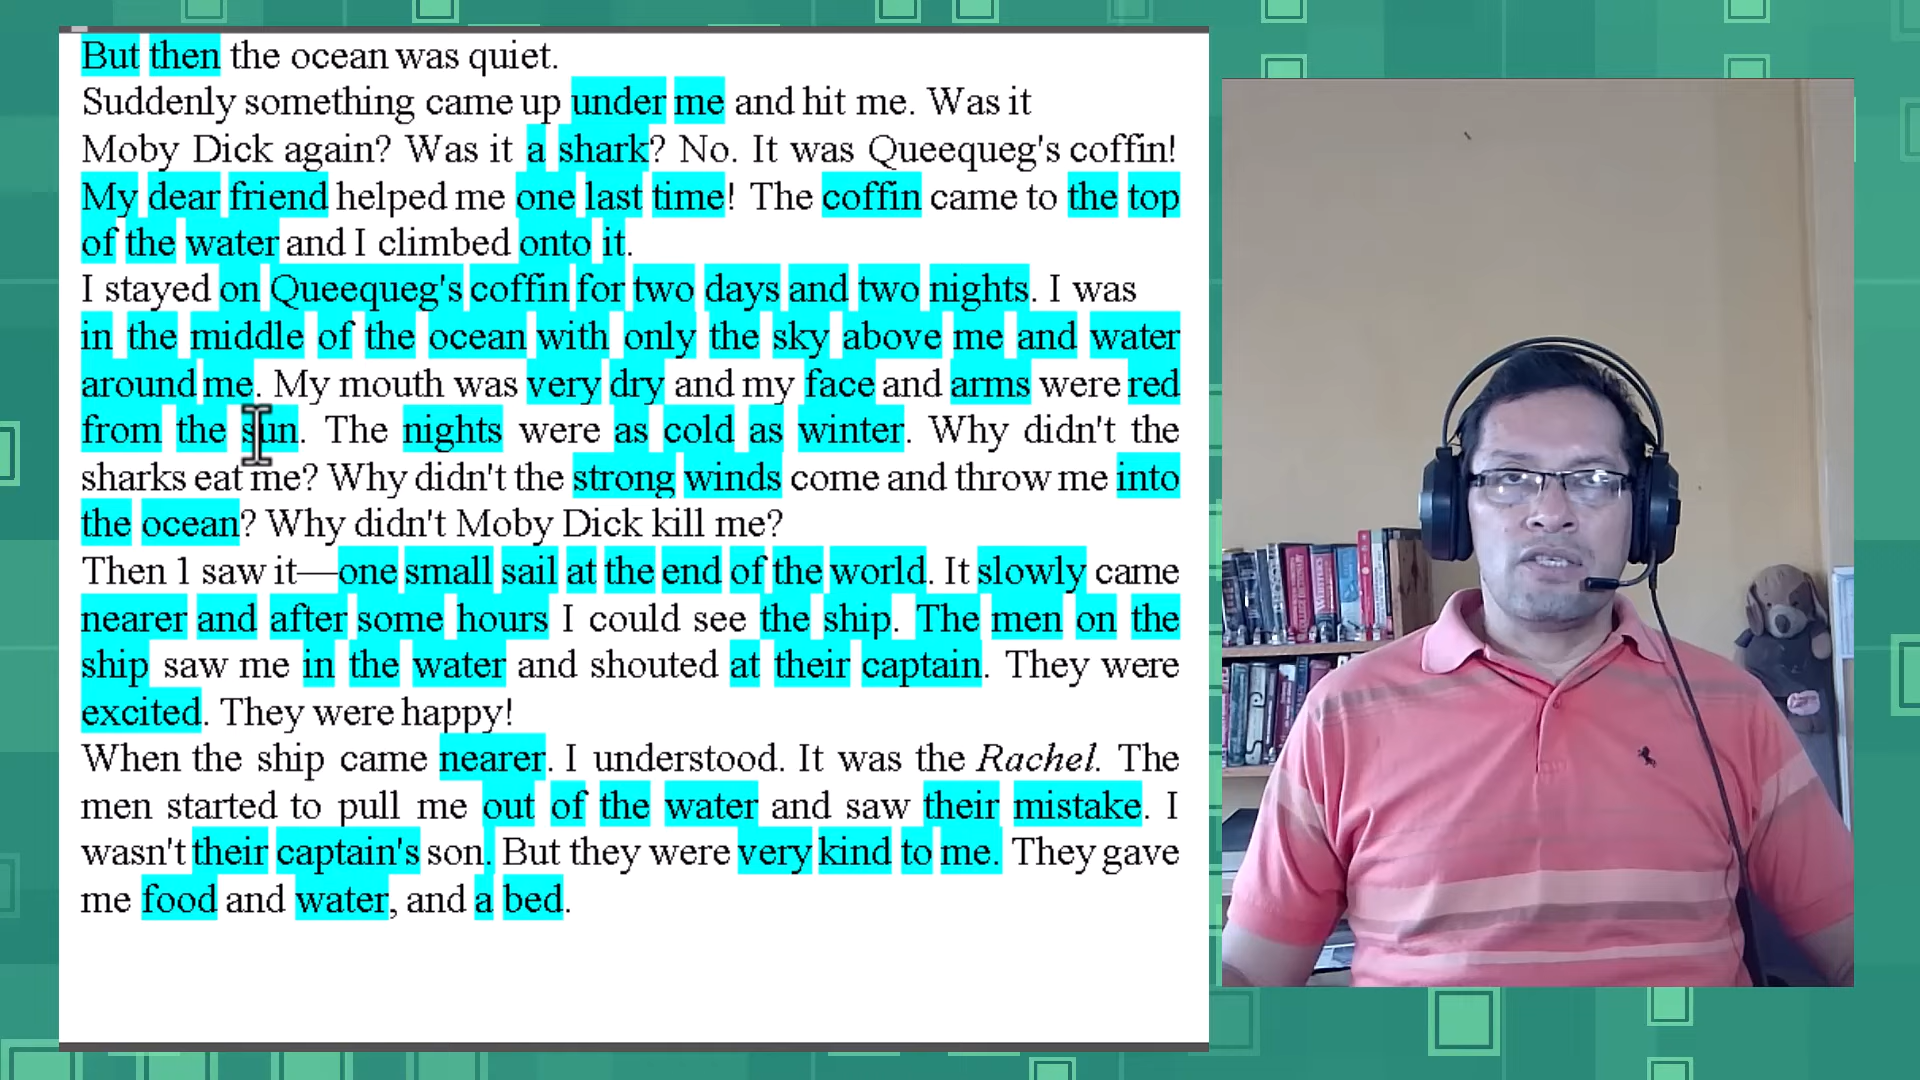 But then the ocean was quiet.
Suddenly something came up under me and hit me. Was it
Moby Dick again? Was it a shark? No. It was Queequeg's coffin!
My dear friend helped me one last time! The coffin came to the top
of the water and I climbed onto it.
I stayed on Queequeg's coffin for two days and two nights. I was
in the middle of the ocean with only the sky above me and water
around me. My mouth was very dry and my face and arms were red
from the sun. The nights were as cold as winter. Why didn't the
sharks eat me? Why didn't the strong winds come and throw me into
the ocean? Why didn't Moby Dick kill me?
Then 1 saw it—one small sail at the end of the world. It slowly came
nearer and after some hours I could see the ship. The men on the
ship saw me in the water and shouted at their captain. They were
excited. They were happy!
When the ship came nearer. I understood. It was the Rachel. The
men started to pull me out of the water and saw their mistake. I
wasn't their captain's son. But they were very kind to me. They gave
me food and water, and a bed.